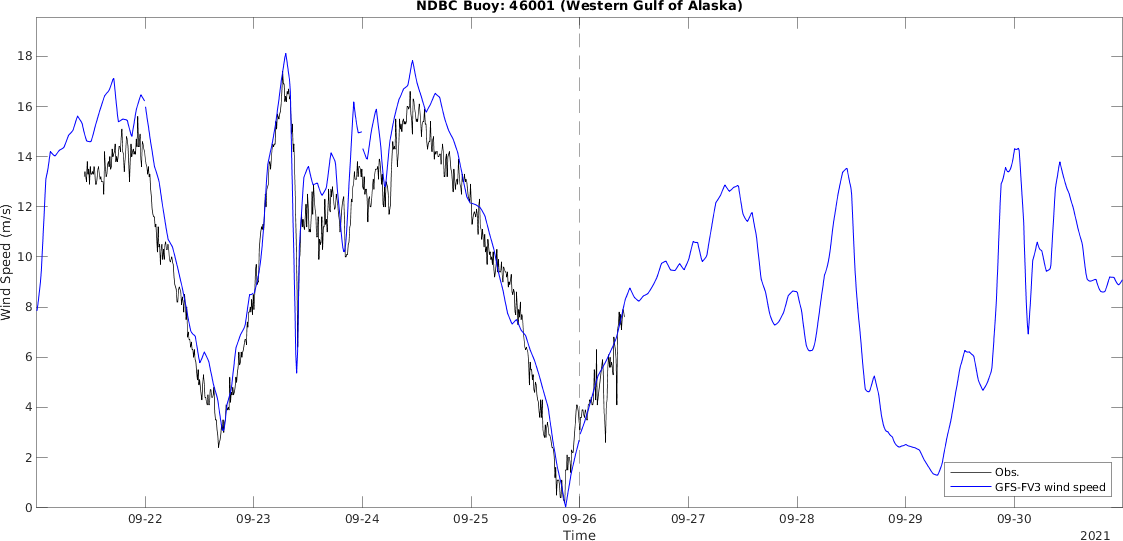 NDBC Buoy: 46001 (Western Gulf of Alaska)
Wind Speed (m/s)
18
16
14
12
10
8
6
4
2
0
Obs.
GFS-FV3 wind speed
09-22 09-23 09-24 09-25 09-26 09-27 09-28 09-29 09-30
Time
2021